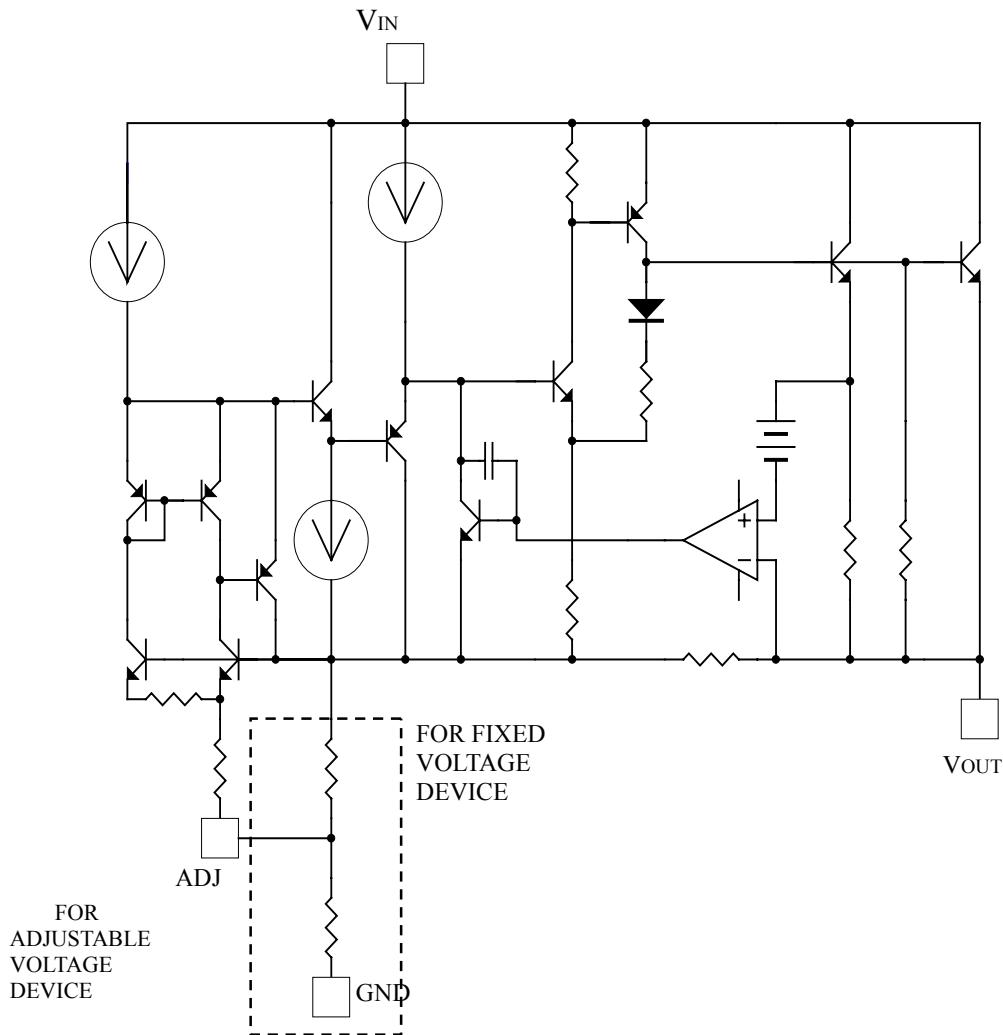 VIN
+
−
FOR FIXED
VOLTAGE
DEVICE
VOUT
ADJ
FOR
ADJUSTABLE
VOLTAGE
DEVICE
GND